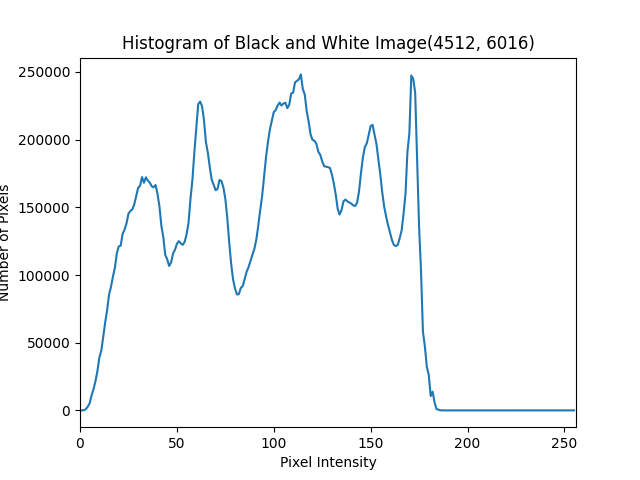 Histogram of Black and White Image(4512, 6016)
250000
200000
150000
100000
50000
0
Number of Pixels
0 50 100 150 200 250
Pixel Intensity